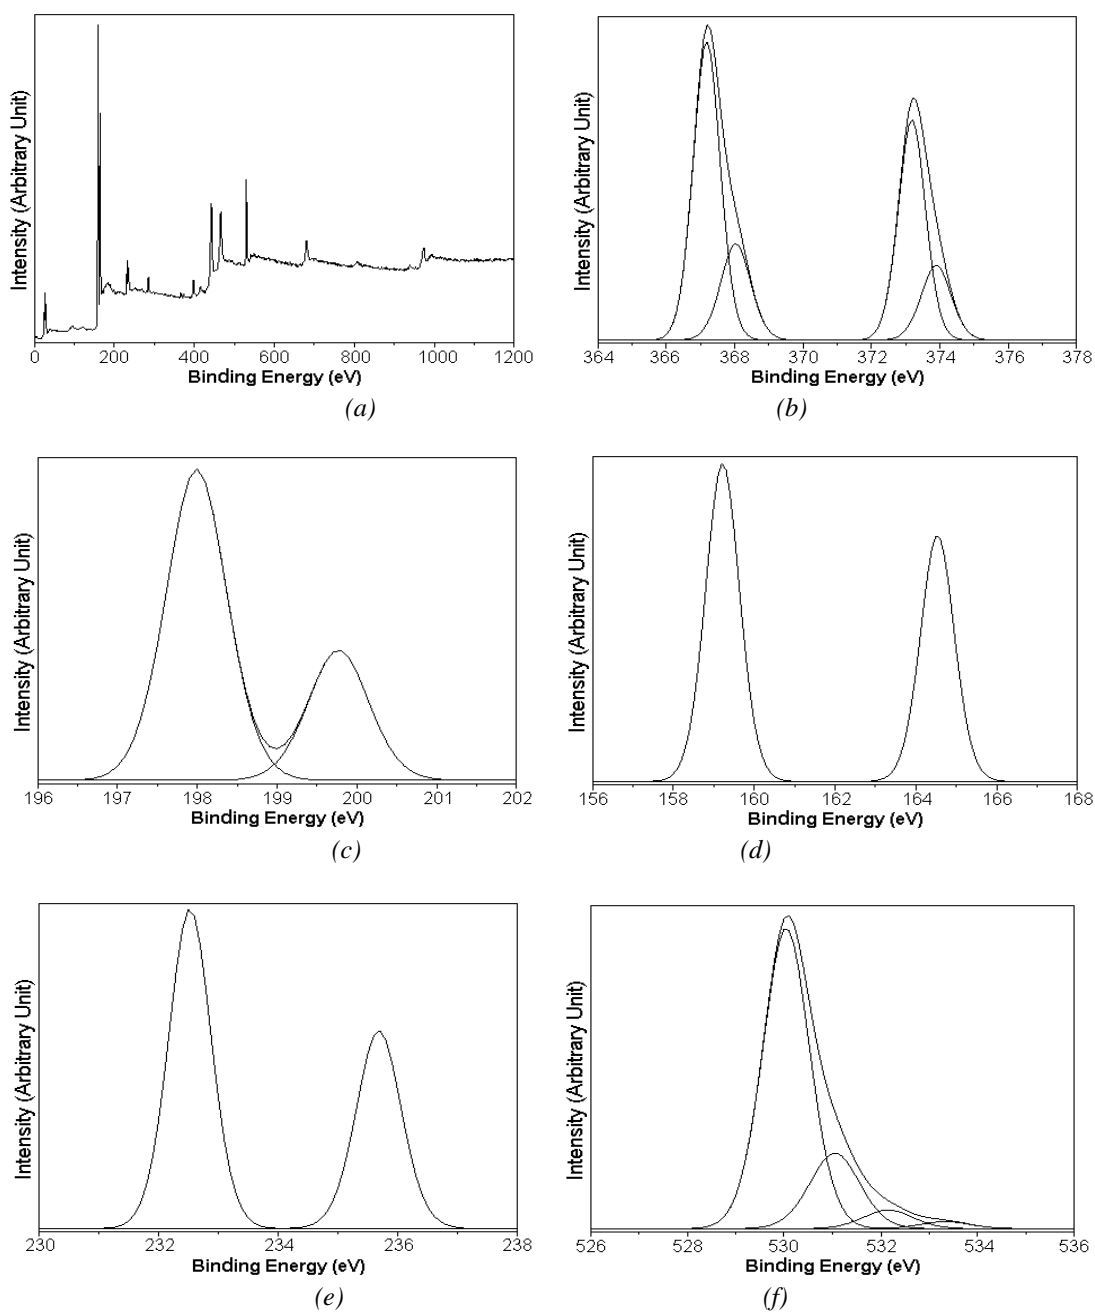 Intensity (Arbitrary Unit)
0 200 400 600 800 1000 1200
Binding Energy (eV)
(a)
Intensity (Arbitrary Unit)
364 366 368 370 372 374 376 378
Binding Energy (eV)
(b)
Intensity (Arbitrary Unit)
196 197 198 199 200 201 202
Binding Energy (eV)
(c)
Intensity (Arbitrary Unit)
156 158 160 162 164 166 168
Binding Energy (eV)
(d)
Intensity (Arbitrary Unit)
230 232 234 236 238
Binding Energy (eV)
(e)
Intensity (Arbitrary Unit)
526 528 530 532 534 536
Binding Energy (eV)
(f)